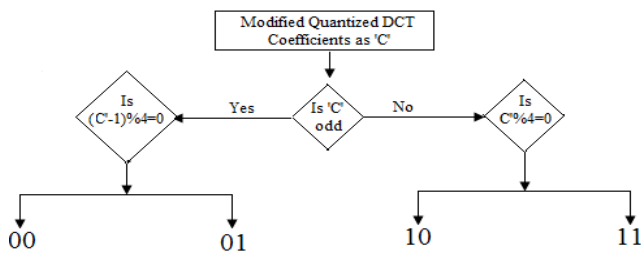 Modified Quantized DCT
Coefficients as 'C'
Is
(C'-1)%4=0
Yes
Is 'C'
odd
No
Is
C'%4=0
00
01
10
11